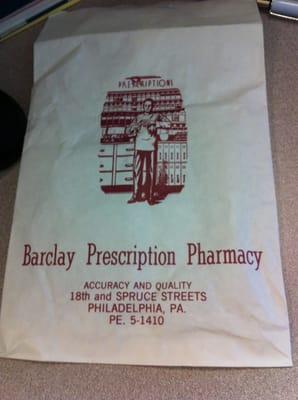 PRESCRIPTIONS
Barclay Prescription Pharmacy
ACCURACY AND QUALITY
18th and SPRUCE STREETS
PHILADELPHIA, PA.
PE. 5-1410